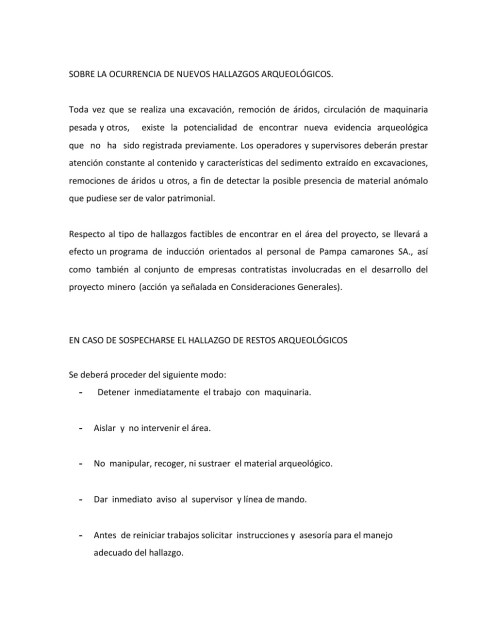 SOBRE LA OCURRENCIA DE NUEVOS HALLAZGOS ARQUEOLÓGICOS.
Toda vez que se realiza una excavación, remoción de áridos, circulación de maquinaria
pesada y otros, existe la potencialidad de encontrar nueva evidencia arqueológica
que no ha sido registrada previamente. Los operadores y supervisores deberán prestar
atención constante al contenido y características del sedimento extraído en excavaciones,
remociones de áridos u otros, a fin de detectar la posible presencia de material anómalo
que pudiese ser de valor patrimonial.
Respecto al tipo de hallazgos factibles de encontrar en el área del proyecto, se llevará a
efecto un programa de inducción orientados al personal de Pampa camarones SA., así
como también al conjunto de empresas contratistas involucradas en el desarrollo del
proyecto minero (acción ya señalada en Consideraciones Generales).
EN CASO DE SOSPECHARSE EL HALLAZGO DE RESTOS ARQUEOLÓGICOS
Se deberá proceder del siguiente modo:
- Detener inmediatamente el trabajo con maquinaria.
- Aislar y no intervenir el área.
- No manipular, recoger, ni sustraer el material arqueológico.
- Dar inmediato aviso al supervisor y línea de mando.
- Antes de reiniciar trabajos solicitar instrucciones y asesoría para el manejo
adecuado del hallazgo.